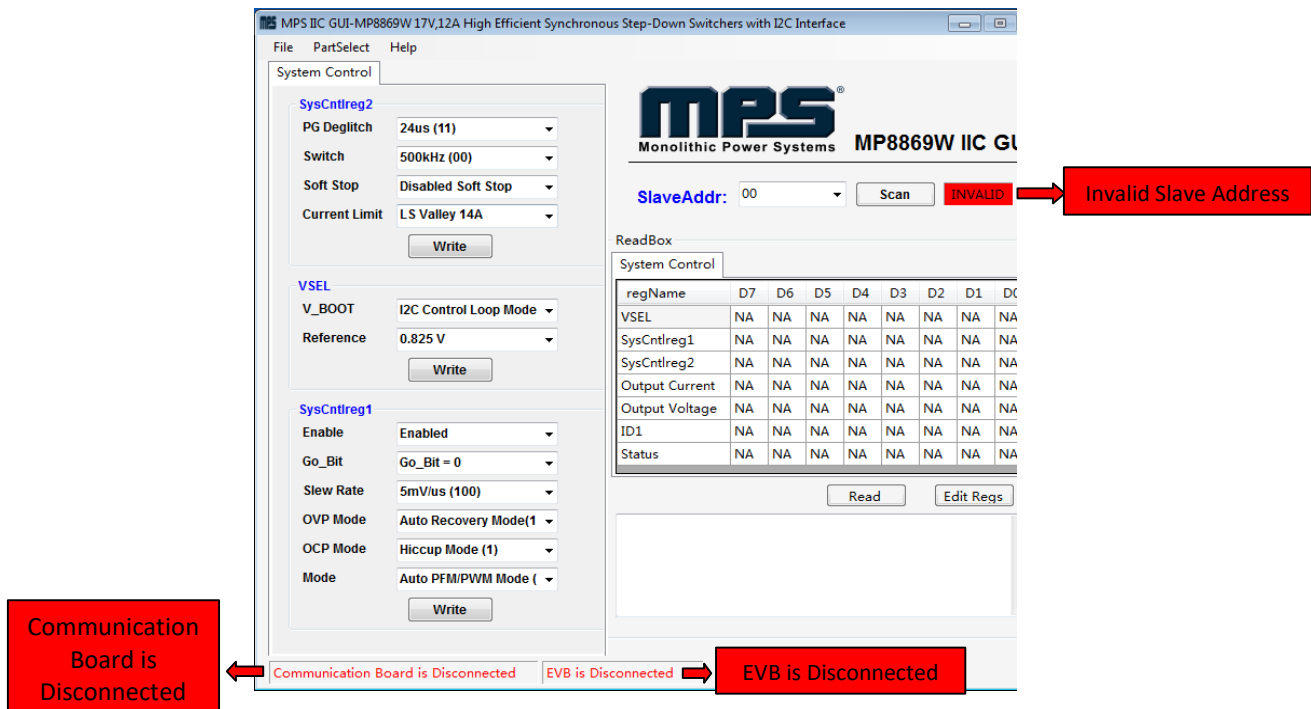 MPS IIC GUI-MP8869W 17V,12A High Efficient Synchronous Step-Down Switchers with I2C Interface
File PartSelect Help
System Control
SysCntlreg2
PG Deglitch 24us (11)
Switch 500kHz (00)
Soft Stop Disabled Soft Stop
Current Limit LS Valley 14A
Write
VSEL
V_BOOT I2C Control Loop Mode
Reference 0.825 V
Write
SysCntlreg1
Enable Enabled
Go_Bit Go_Bit = 0
Slew Rate 5mV/us (100)
OVP Mode Auto Recovery Mode(1
OCP Mode Hiccup Mode (1)
Mode Auto PFM/PWM Mode (
Write
mps®
Monolithic Power Systems MP8869W IIC GU
SlaveAddr: 00 Scan INVALID Invalid Slave Address
ReadBox
System Control
regName D7 D6 D5 D4 D3 D2 D1 D0
VSEL NA NA NA NA NA NA NA NA
SysCntlreg1 NA NA NA NA NA NA NA NA
SysCntlreg2 NA NA NA NA NA NA NA NA
Output Current NA NA NA NA NA NA NA NA
Output Voltage NA NA NA NA NA NA NA NA
ID1 NA NA NA NA NA NA NA NA
Status NA NA NA NA NA NA NA NA
Read Edit Regs
Communication
Board is
Disconnected
Communication Board is Disconnected EVB is Disconnected EVB is Disconnected